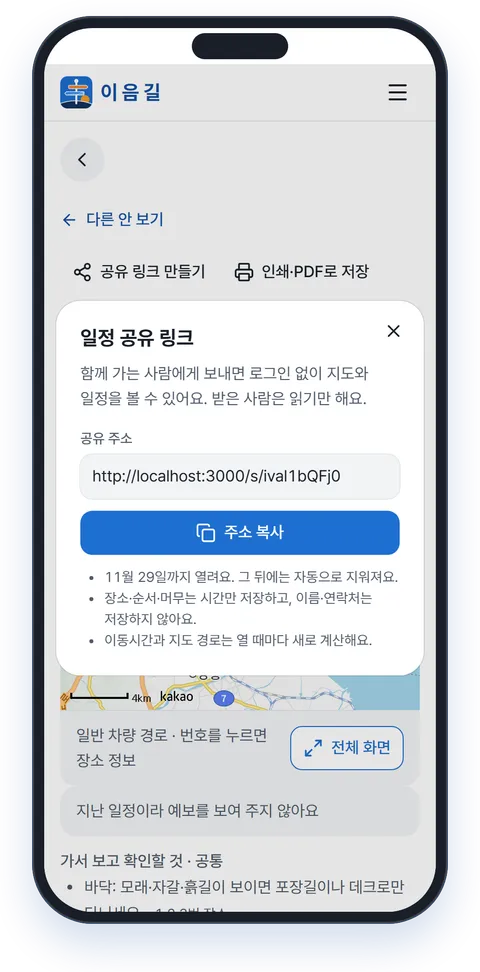 이음길
다른 안 보기
공유 링크 만들기
인쇄·PDF로 저장
일정 공유 링크
함께 가는 사람에게 보내면 로그인 없이 지도와
일정을 볼 수 있어요. 받은 사람은 읽기만 해요.
공유 주소
http://localhost:3000/s/ival1bQFj0
주소 복사
• 11월 29일까지 열려요. 그 뒤에는 자동으로 지워져요.
• 장소·순서·머무는 시간만 저장하고, 이름·연락처는
저장하지 않아요.
• 이동시간과 지도 경로는 열 때마다 새로 계산해요.
4km kakao
7
일반 차량 경로 · 번호를 누르면
장소 정보
전체 화면
지난 일정이라 예보를 보여 주지 않아요
가서 보고 확인할 것 · 공통
• 바다: 모래·자갈·흙길이 보이면 포장길이나 데크로만